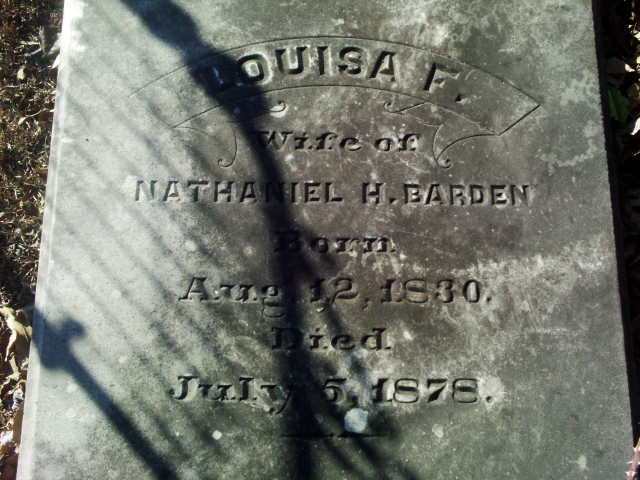 LOUISA F.
Wife of
NATHANIEL H. BARDEN
Born
Aug. 12, 1830.
Died
July 5, 1878.